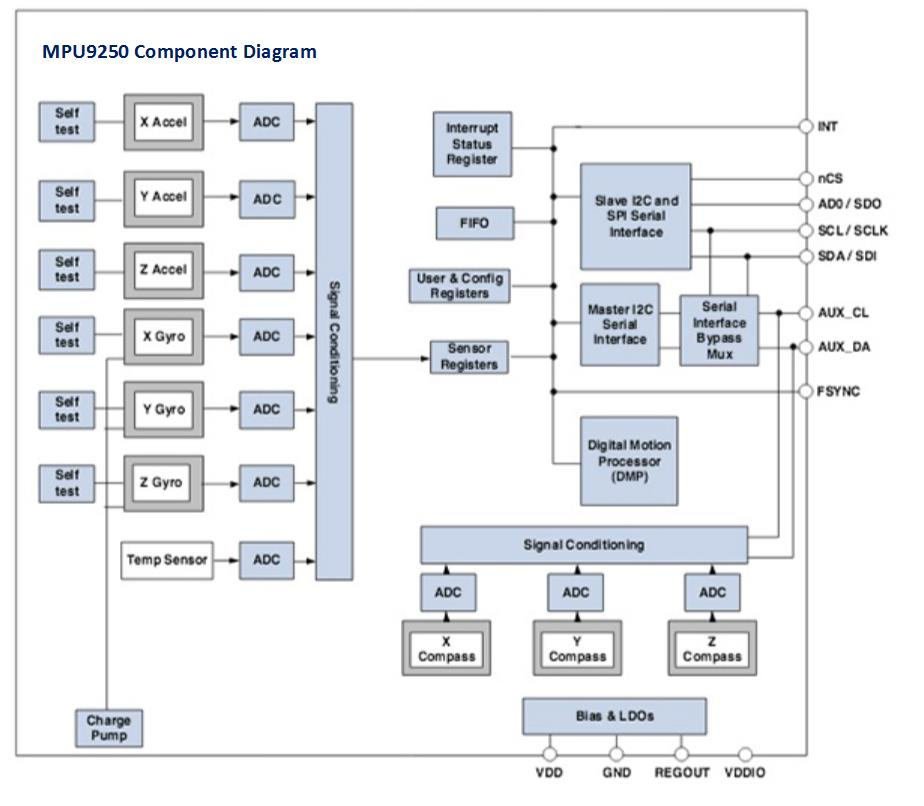 MPU9250 Component Diagram
Self
test
X Accel
ADC
Self
test
Y Accel
ADC
Self
test
Z Accel
ADC
Self
test
X Gyro
ADC
Self
test
Y Gyro
ADC
Self
test
Z Gyro
ADC
Temp Sensor
ADC
Signal Conditioning
Charge
Pump
Interrupt
Status
Register
FIFO
User & Config
Registers
Sensor
Registers
Slave I2C and
SPI Serial
Interface
Master I2C
Serial
Interface
Serial
Interface
Bypass
Mux
Digital Motion
Processor
(DMP)
INT
nCS
AD0 / SDO
SCL / SCLK
SDA / SDI
AUX_CL
AUX_DA
FSYNC
Signal Conditioning
ADC
ADC
ADC
X
Compass
Y
Compass
Z
Compass
Bias & LDOs
VDD
GND
REGOUT
VDDIO